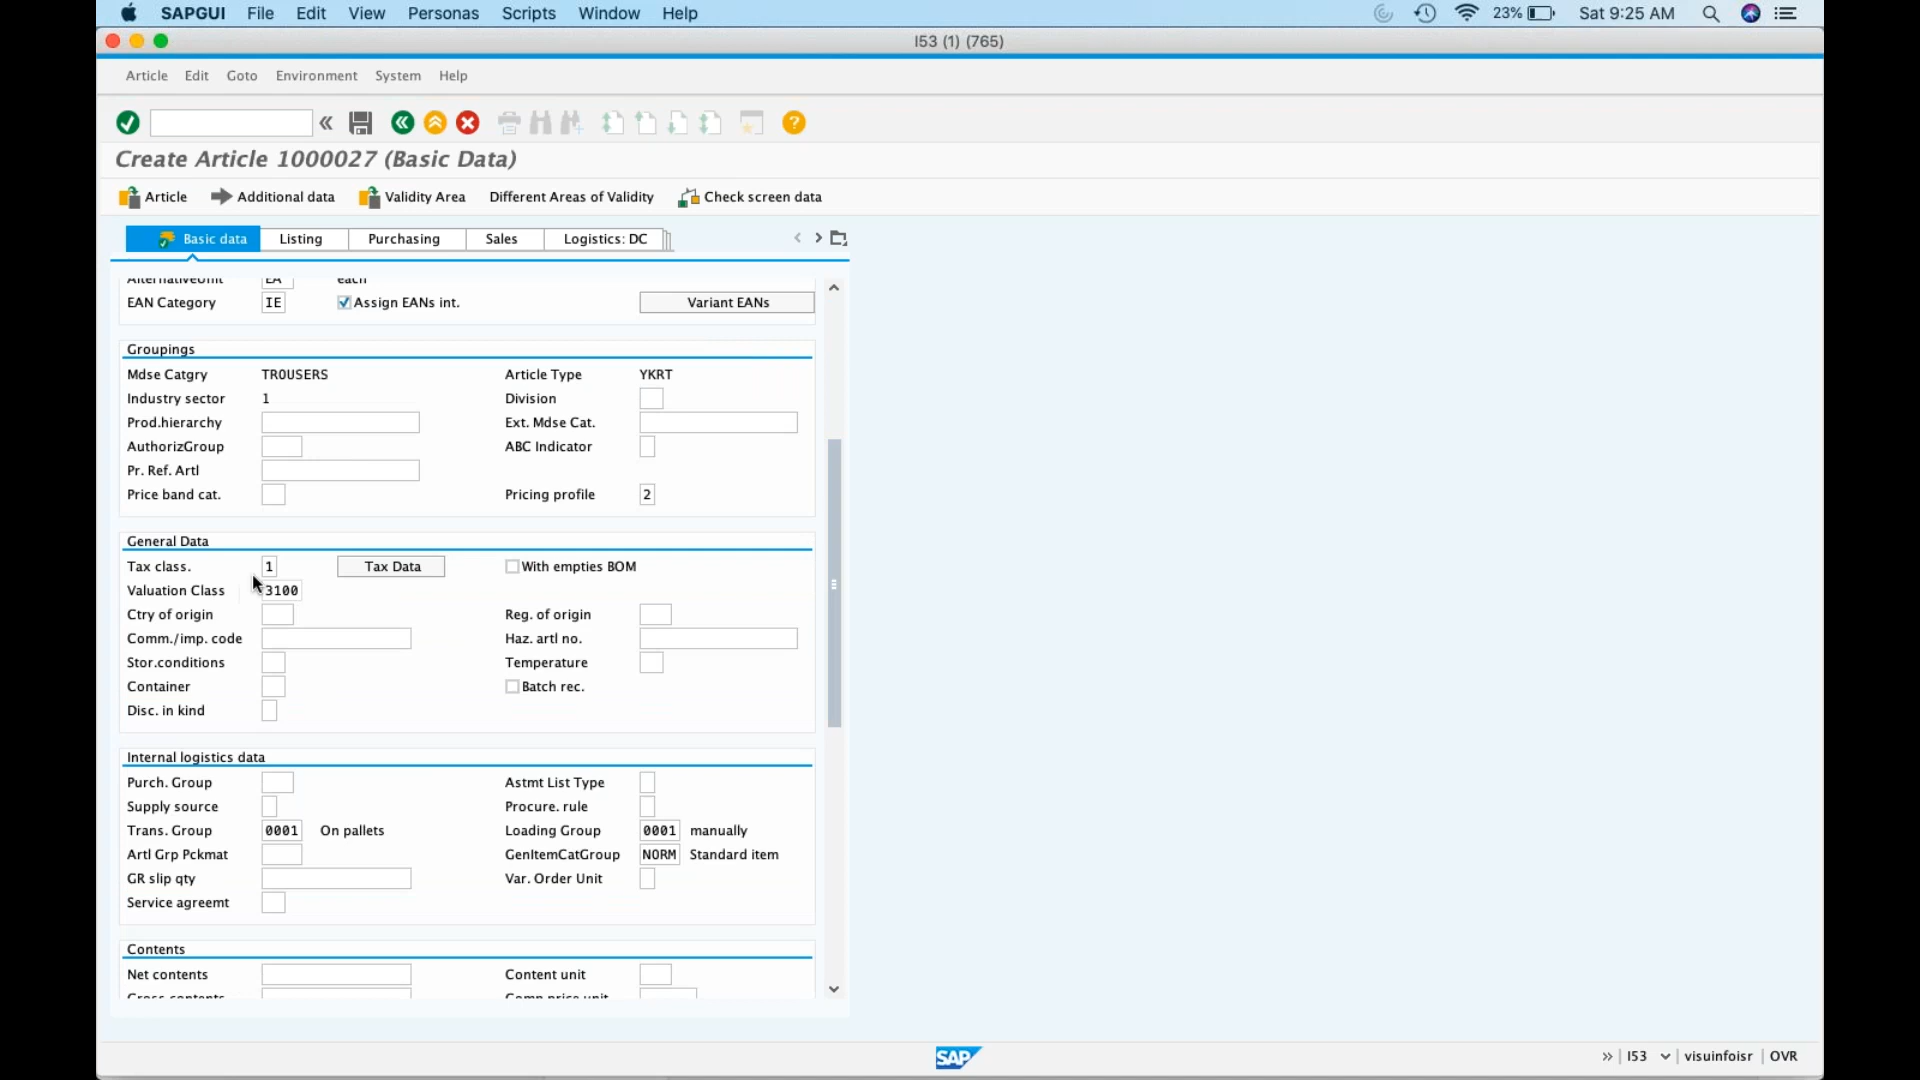 SAPGUI File Edit View Personas Scripts Window Help 23% Sat 9:25 AM
I53 (1) (765)
Article Edit Goto Environment System Help
Create Article 1000027 (Basic Data)
Article Additional data Validity Area Different Areas of Validity Check screen data
Basic data Listing Purchasing Sales Logistics: DC
AlternativeUnit EA each
EAN Category IE Assign EANs int. Variant EANs
Groupings
Mdse Catgry TROUSERS Article Type YKRT
Industry sector 1 Division
Prod.hierarchy Ext. Mdse Cat.
AuthorizGroup ABC Indicator
Pr. Ref. Artl
Price band cat. Pricing profile 2
General Data
Tax class. 1 Tax Data With empties BOM
Valuation Class 3100
Ctry of origin Reg. of origin
Comm./imp. code Haz. artl no.
Stor.conditions Temperature
Container Batch rec.
Disc. in kind
Internal logistics data
Purch. Group Astmt List Type
Supply source Procure. rule
Trans. Group 0001 On pallets Loading Group 0001 manually
Artl Grp Pckmat GenItemCatGroup NORM Standard item
GR slip qty Var. Order Unit
Service agreemt
Contents
Net contents Content unit
Gross contents Comp price unit
SAP I53 visuinfoisr OVR